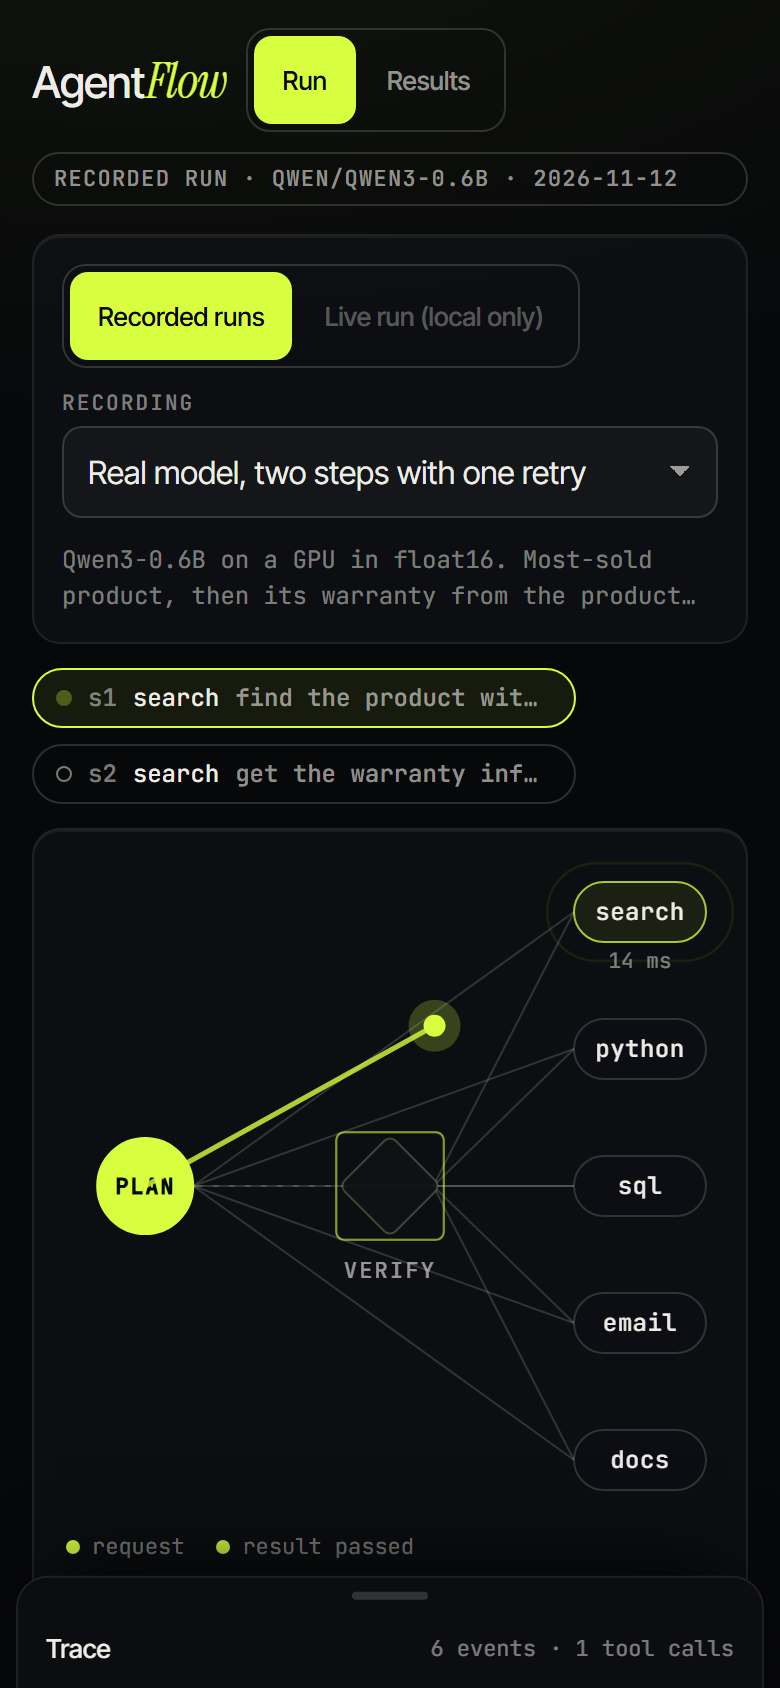 AgentFlow
Run
Results
RECORDED RUN · QWEN/QWEN3-0.6B · 2026-11-12
Recorded runs
Live run (local only)
RECORDING
Real model, two steps with one retry
Qwen3-0.6B on a GPU in float16. Most-sold
product, then its warranty from the product…
s1 search find the product wit…
s2 search get the warranty inf…
search
14 ms
python
PLAN
sql
VERIFY
email
docs
request
result passed
Trace
6 events · 1 tool calls